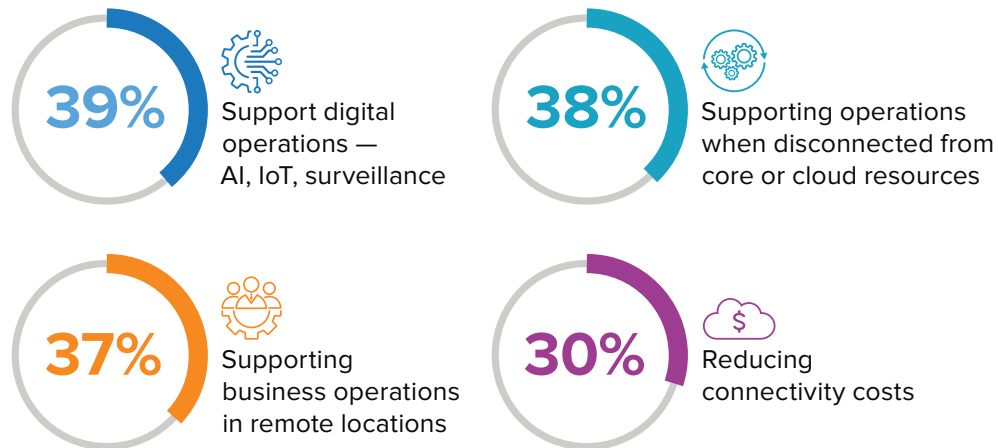 39%
Support digital
operations —
AI, IoT, surveillance
38%
Supporting operations
when disconnected from
core or cloud resources
37%
Supporting
business operations
in remote locations
30%
$
Reducing
connectivity costs